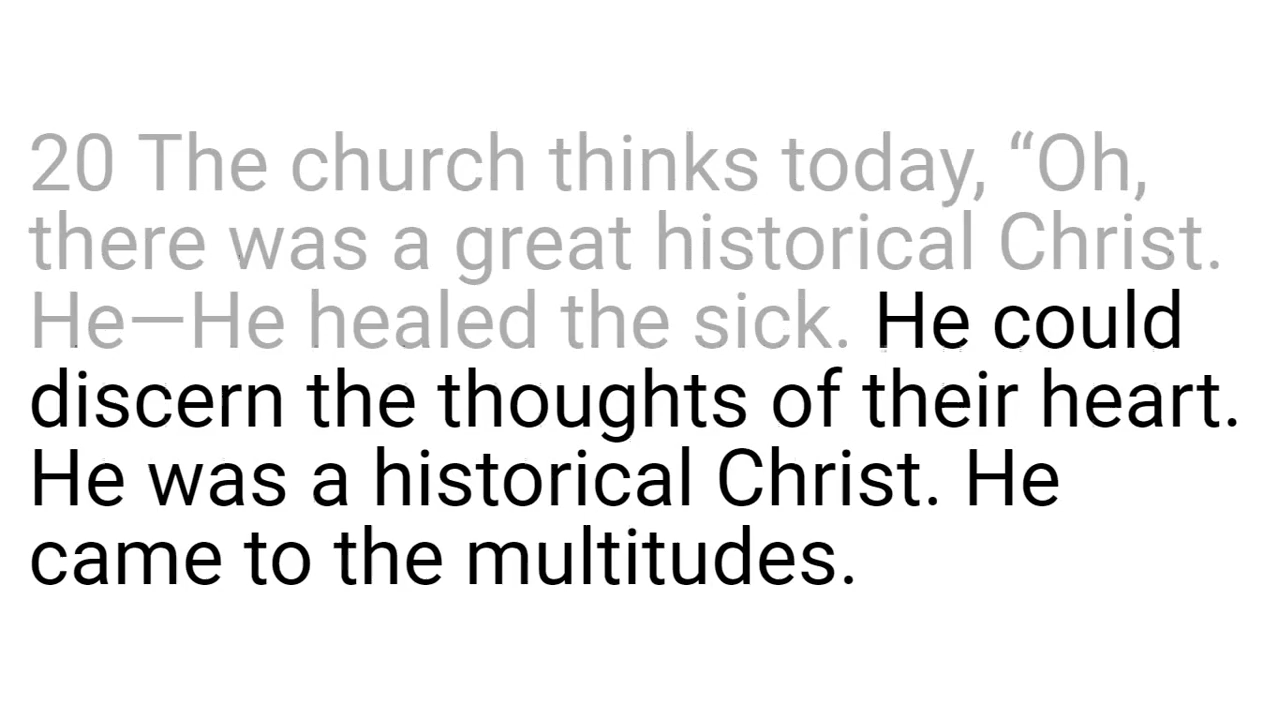 20 The church thinks today, “Oh,
there was a great historical Christ.
He—He healed the sick. He could
discern the thoughts of their heart.
He was a historical Christ. He
came to the multitudes.